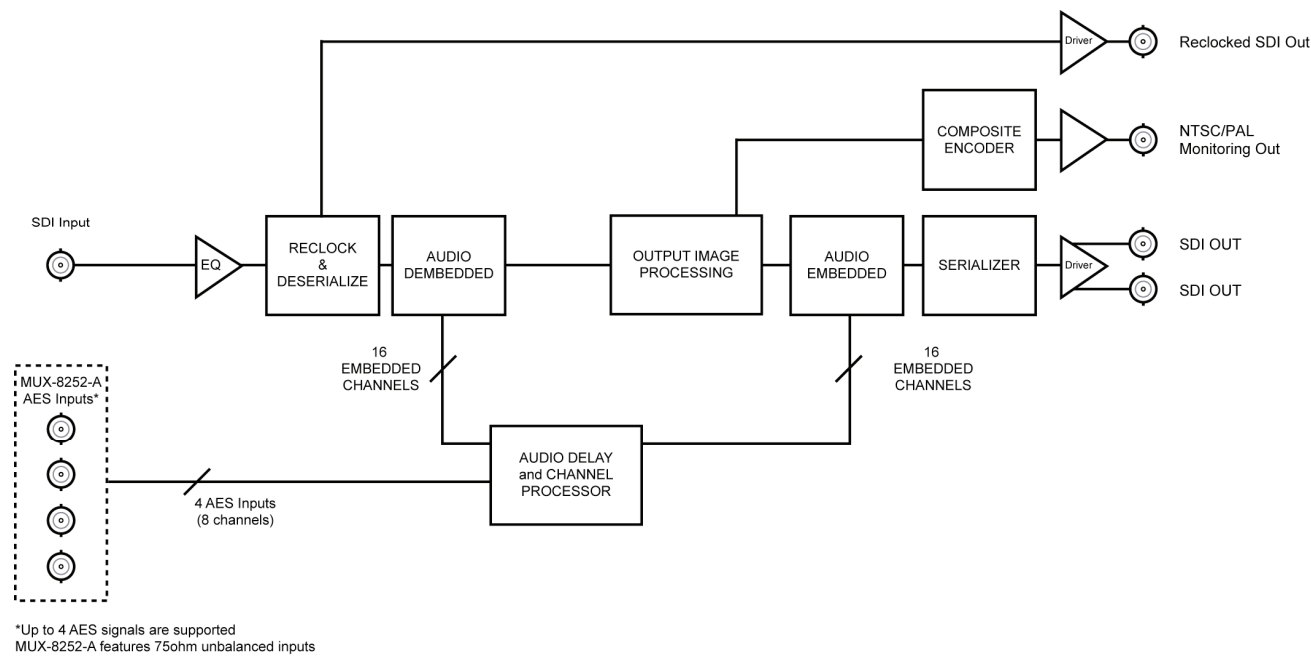 Driver
Reclocked SDI Out
COMPOSITE
ENCODER
NTSC/PAL
Monitoring Out
SDI Input
EQ
RECLOCK
&
DESERIALIZE
AUDIO
DEMBEDDED
OUTPUT IMAGE
PROCESSING
AUDIO
EMBEDDED
SERIALIZER
Driver
SDI OUT
SDI OUT
16
EMBEDDED
CHANNELS
16
EMBEDDED
CHANNELS
MUX-8252-A
AES Inputs*
4 AES Inputs
(8 channels)
AUDIO DELAY
and CHANNEL
PROCESSOR
*Up to 4 AES signals are supported
MUX-8252-A features 75ohm unbalanced inputs